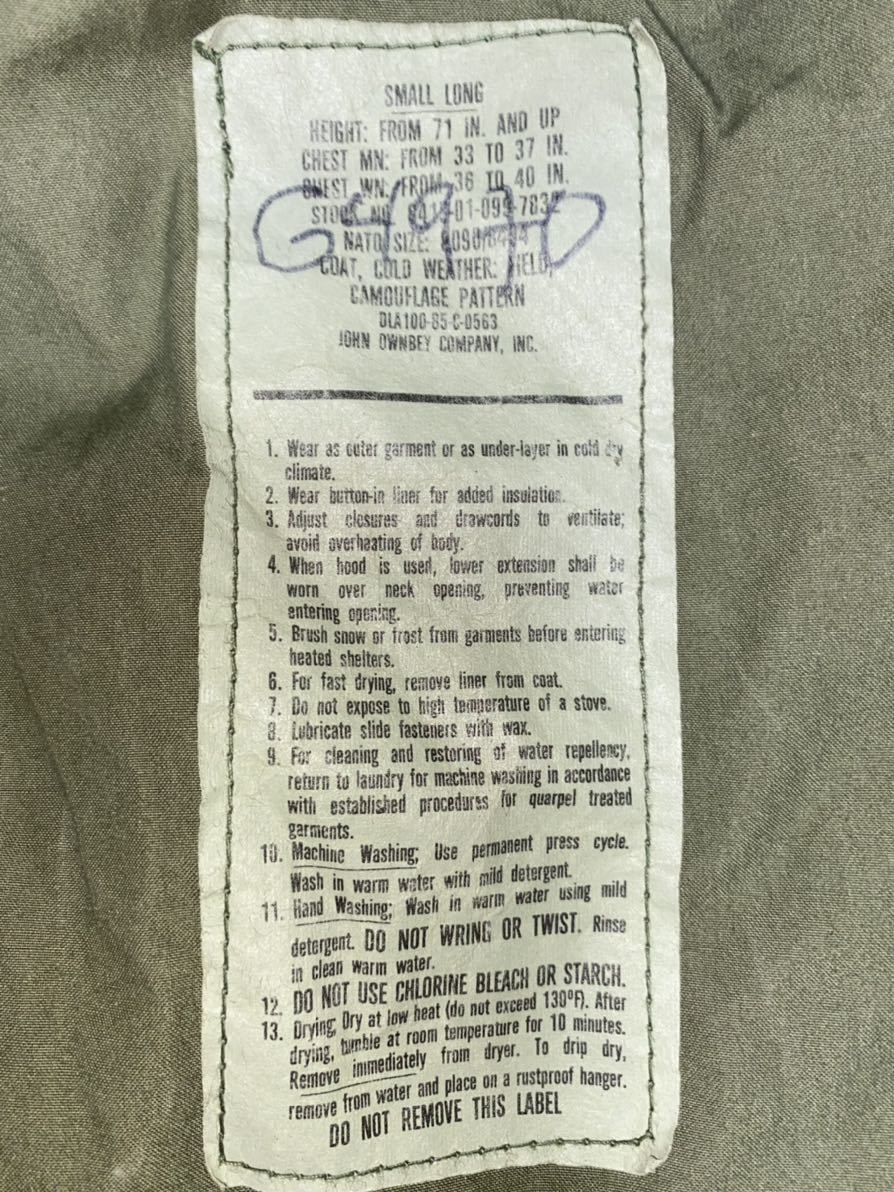 SMALL LONG
HEIGHT: FROM 71 IN. AND UP
CHEST MN: FROM 33 TO 37 IN.
CHEST WN: FROM 36 TO 40 IN.
STOCK NO. 8415-01-099-783
NATO SIZE:
COAT, COLD WEATHER: FIELD,
CAMOUFLAGE PATTERN
DLA100-85-C-0563
JOHN OWNBEY COMPANY, INC.
1. Wear as outer garment or as under-layer in cold dry
climate.
2. Wear button-in liner for added insulation.
3. Adjust closures and drawcords to ventilate;
avoid overheating of body.
4. When hood is used, lower extension shall be
worn over neck opening, preventing water
entering opening.
5. Brush snow or frost from garments before entering
heated shelters.
6. For fast drying, remove liner from coat.
7. Do not expose to high temperature of a stove.
8. Lubricate slide fasteners with wax.
9. For cleaning and restoring of water repellency,
return to laundry for machine washing in accordance
with established procedures for quarpel treated
garments.
10. Machine Washing; Use permanent press cycle.
Wash in warm water with mild detergent.
11. Hand Washing; Wash in warm water using mild
detergent. DO NOT WRING OR TWIST. Rinse
in clean warm water.
12. DO NOT USE CHLORINE BLEACH OR STARCH.
13. Drying; Dry at low heat (do not exceed 130°F). After
drying, tumble at room temperature for 10 minutes.
Remove immediately from dryer. To drip dry,
remove from water and place on a rustproof hanger.
DO NOT REMOVE THIS LABEL